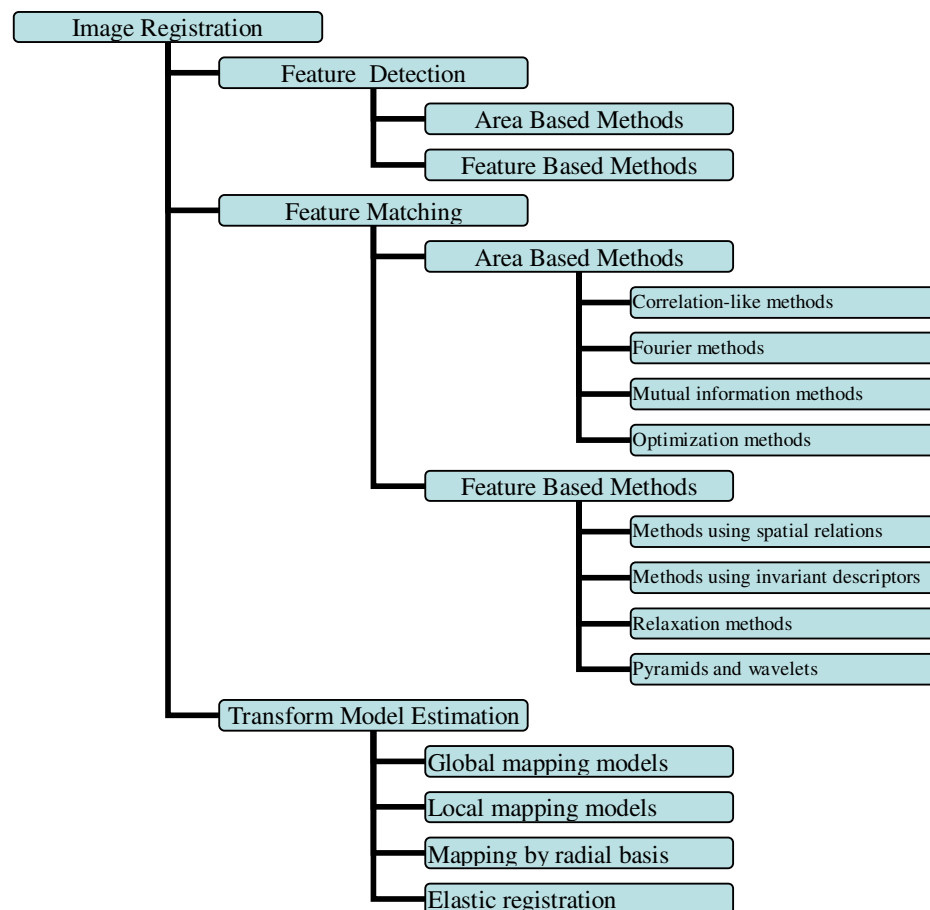 Image Registration
Feature Detection
Area Based Methods
Feature Based Methods
Feature Matching
Area Based Methods
Correlation-like methods
Fourier methods
Mutual information methods
Optimization methods
Feature Based Methods
Methods using spatial relations
Methods using invariant descriptors
Relaxation methods
Pyramids and wavelets
Transform Model Estimation
Global mapping models
Local mapping models
Mapping by radial basis
Elastic registration